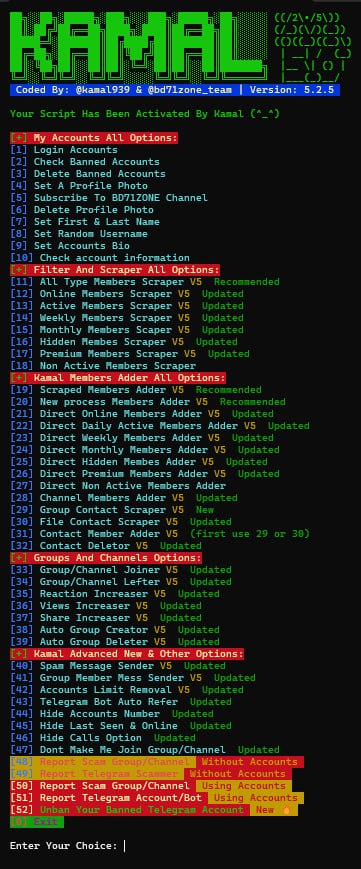 KAMAL ((/2\•/5\))
(/_)(\/)(_))
(()((_)((_)\)
| __| / (_)
|__ \| () |
|___(_)__/
Coded By: @kamal939 & @bd71zone_team | Version: 5.2.5
Your Script Has Been Activated By Kamal (^_^)
[+] My Accounts All Options:
[1] Login Accounts
[2] Check Banned Accounts
[3] Delete Banned Accounts
[4] Set A Profile Photo
[5] Subscribe To BD71ZONE Channel
[6] Delete Profile Photo
[7] Set First & Last Name
[8] Set Random Username
[9] Set Accounts Bio
[10] Check account information
[+] Filter And Scraper All Options:
[11] All Type Members Scraper V5 Recommended
[12] Online Members Scraper V5 Updated
[13] Active Members Scraper V5 Updated
[14] Weekly Members Scraper V5 Updated
[15] Monthly Members Scraper V5 Updated
[16] Hidden Membes Scraper V5 Updated
[17] Premium Members Scraper V5 Updated
[18] Non Active Members Scraper
[+] Kamal Members Adder All Options:
[19] Scraped Members Adder V5 Recommended
[20] New process Members Adder V5 Recommended
[21] Direct Online Members Adder V5 Updated
[22] Direct Daily Active Members Adder V5 Updated
[23] Direct Weekly Members Adder V5 Updated
[24] Direct Monthly Members Adder V5 Updated
[25] Direct Hidden Membes Adder V5 Updated
[26] Direct Premium Members Adder V5 Updated
[27] Direct Non Active Members Adder
[28] Channel Members Adder V5 Updated
[29] Group Contact Scraper V5 New
[30] File Contact Scraper V5 Updated
[31] Contact Member Adder V5 (first use 29 or 30)
[32] Contact Deletor V5 Updated
[+] Groups And Channels Options:
[33] Group/Channel Joiner V5 Updated
[34] Group/Channel Lefter V5 Updated
[35] Reaction Increaser V5 Updated
[36] Views Increaser V5 Updated
[37] Share Increaser V5 Updated
[38] Auto Group Creator V5 Updated
[39] Auto Group Deleter V5 Updated
[+] Kamal Advanced New & Other Options:
[40] Spam Message Sender V5 Updated
[41] Group Member Mess Sender V5 Updated
[42] Accounts Limit Removal V5 Updated
[43] Telegram Bot Auto Refer Updated
[44] Hide Accounts Number Updated
[45] Hide Last Seen & Online Updated
[46] Hide Calls Option Updated
[47] Dont Make Me Join Group/Channel Updated
[48] Report Scam Group/Channel Without Accounts
[49] Report Telegram Scammer Without Accounts
[50] Report Scam Group/Channel Using Accounts
[51] Report Telegram Account/Bot Using Accounts
[52] Unban Your Banned Telegram Account New 🔥
[0] Exit
Enter Your Choice: